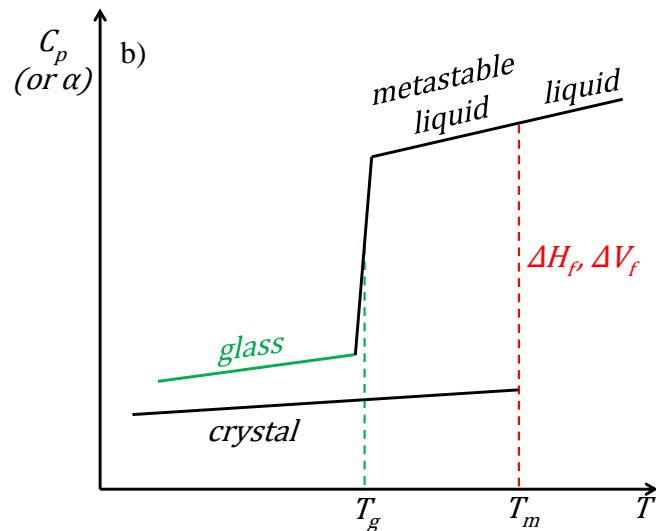 C_p
(or α)
b)
metastable
liquid
liquid
ΔH_f, ΔV_f
glass
crystal
T_g
T_m
T